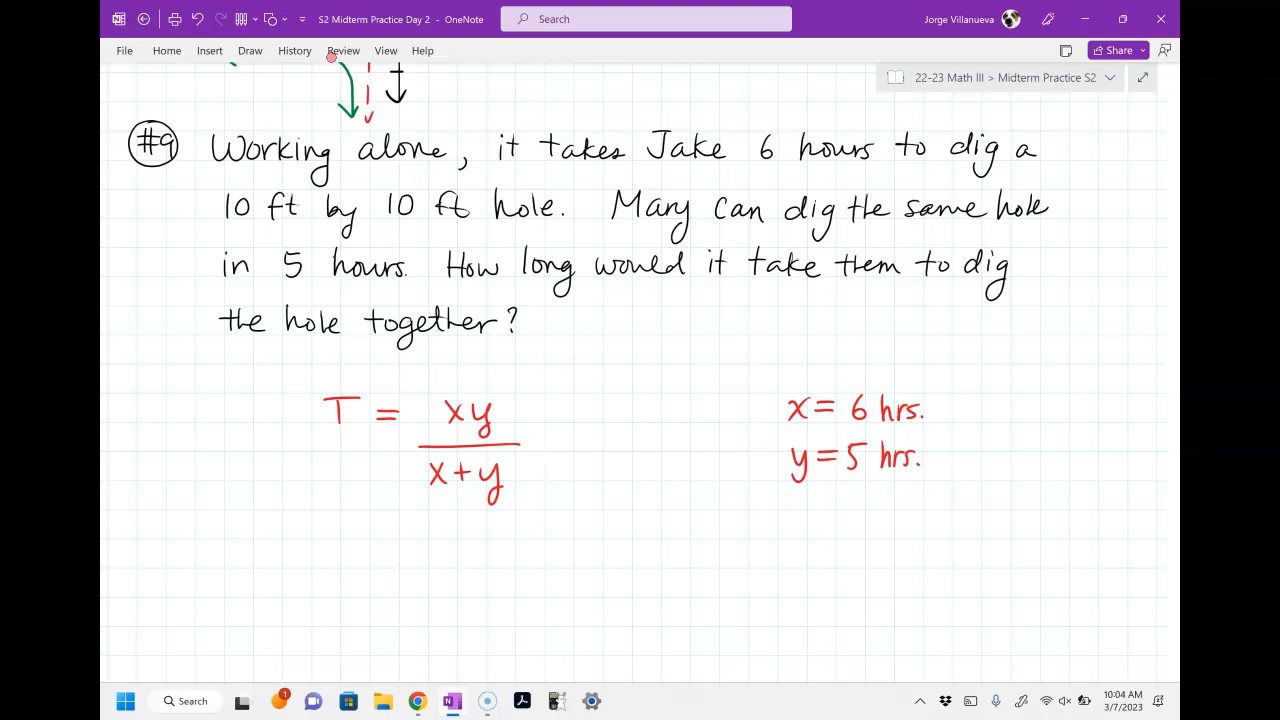 S2 Midterm Practice Day 2 - OneNote
Search
Jorge Villanueva
File Home Insert Draw History Review View Help
Share
22-23 Math III > Midterm Practice S2
#9 Working alone, it takes Jake 6 hours to dig a
10 ft by 10 ft hole. Mary can dig the same hole
in 5 hours. How long would it take them to dig
the hole together?
T = xy
x+y
x = 6 hrs.
y = 5 hrs.
Search
1
10:04 AM
3/7/2023